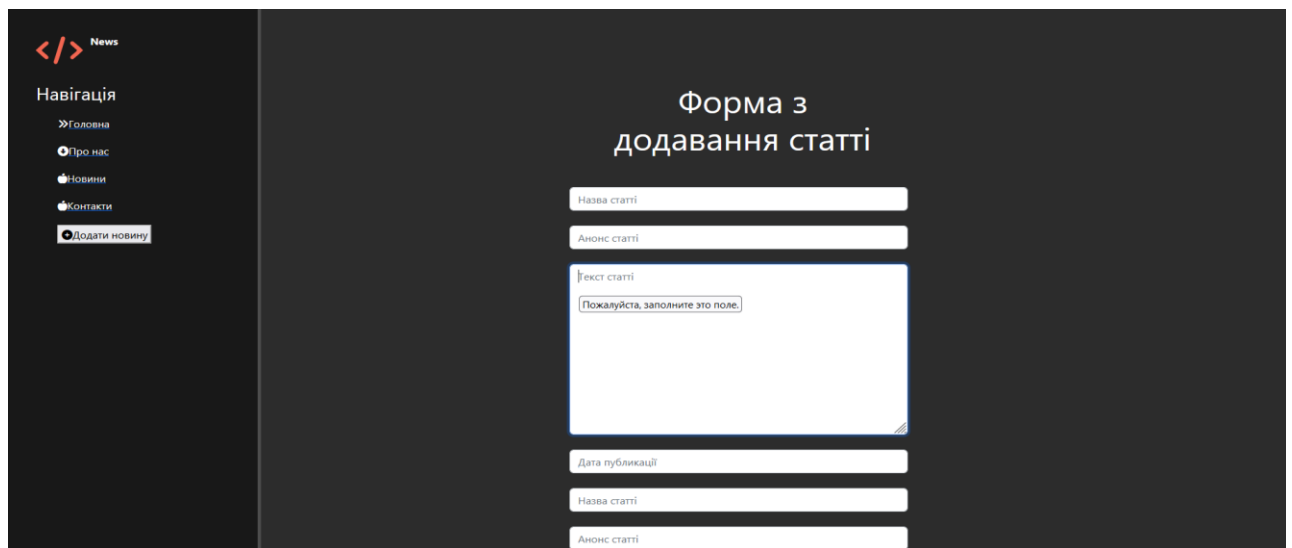 </> News
Навігація
Головна
Про нас
Новини
Контакти
Додати новину
Форма з
додавання статті
Назва статті
Анонс статті
Текст статті
Пожалуйста, заполните это поле.
Дата публикації
Назва статті
Анонс статті